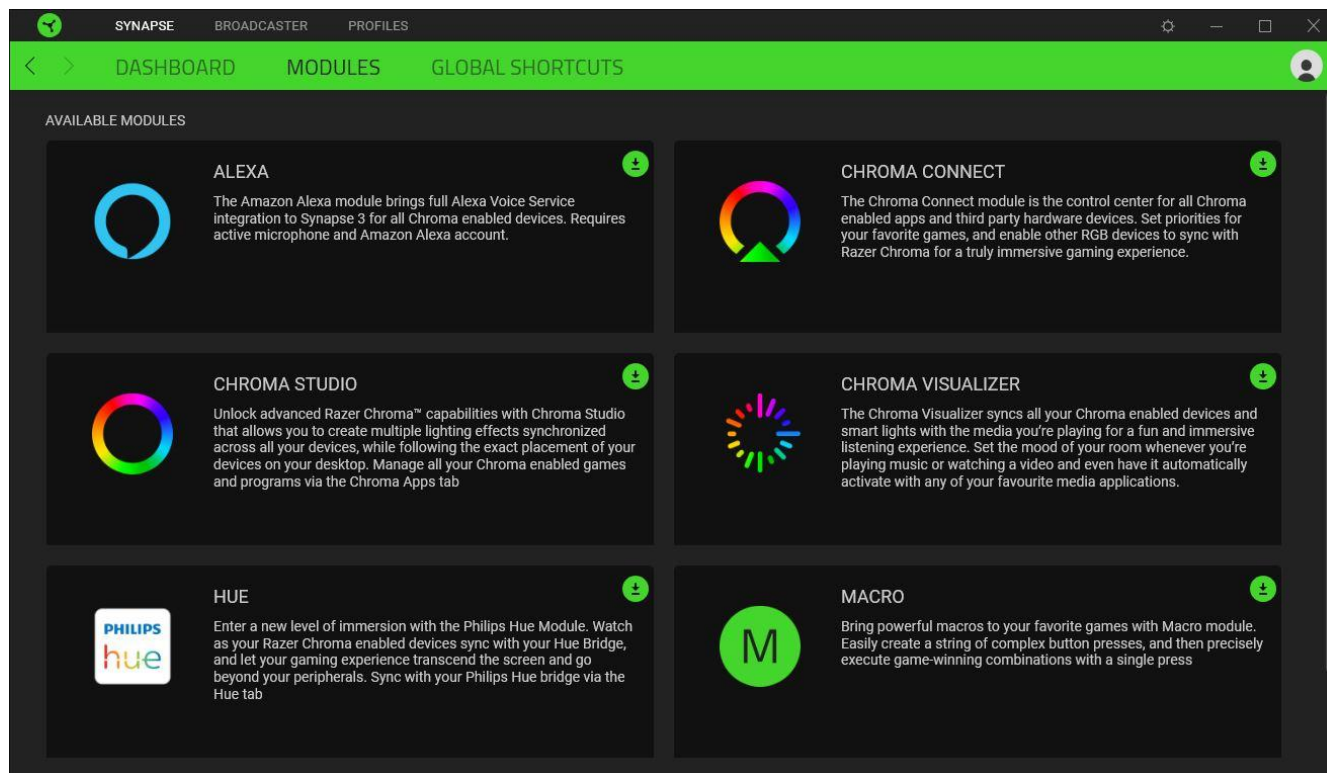 SYNAPSE BROADCASTER PROFILES
DASHBOARD MODULES GLOBAL SHORTCUTS
AVAILABLE MODULES
ALEXA
The Amazon Alexa module brings full Alexa Voice Service
integration to Synapse 3 for all Chroma enabled devices. Requires
active microphone and Amazon Alexa account.
CHROMA CONNECT
The Chroma Connect module is the control center for all Chroma
enabled apps and third party hardware devices. Set priorities for
your favorite games, and enable other RGB devices to sync with
Razer Chroma for a truly immersive gaming experience.
CHROMA STUDIO
Unlock advanced Razer Chroma™ capabilities with Chroma Studio
that allows you to create multiple lighting effects synchronized
across all your devices, while following the exact placement of your
devices on your desktop. Manage all your Chroma enabled games
and programs via the Chroma Apps tab
CHROMA VISUALIZER
The Chroma Visualizer syncs all your Chroma enabled devices and
smart lights with the media you're playing for a fun and immersive
listening experience. Set the mood of your room whenever you're
playing music or watching a video and even have it automatically
activate with any of your favourite media applications.
PHILIPS
hue
HUE
Enter a new level of immersion with the Philips Hue Module. Watch
as your Razer Chroma enabled devices sync with your Hue Bridge,
and let your gaming experience transcend the screen and go
beyond your peripherals. Sync with your Philips Hue bridge via the
Hue tab
M
MACRO
Bring powerful macros to your favorite games with Macro module.
Easily create a string of complex button presses, and then precisely
execute game-winning combinations with a single press